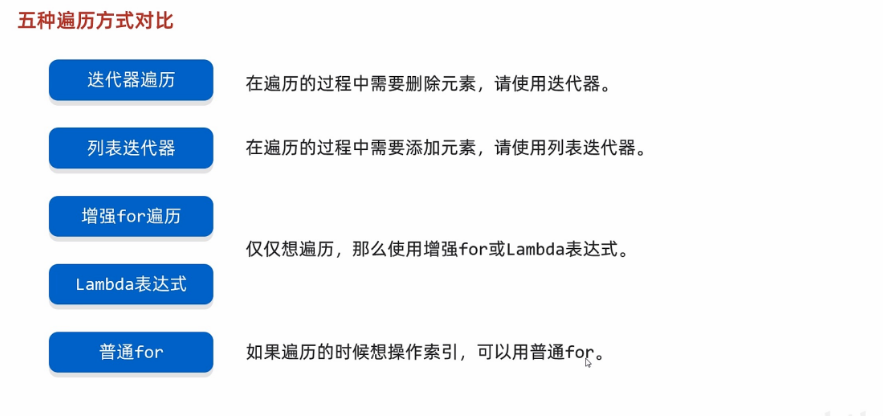 五种遍历方式对比
迭代器遍历
在遍历的过程中需要删除元素，请使用迭代器。
列表迭代器
在遍历的过程中需要添加元素，请使用列表迭代器。
增强for遍历
仅仅想遍历，那么使用增强for或Lambda表达式。
Lambda表达式
普通for
如果遍历的时候想操作索引，可以用普通for。